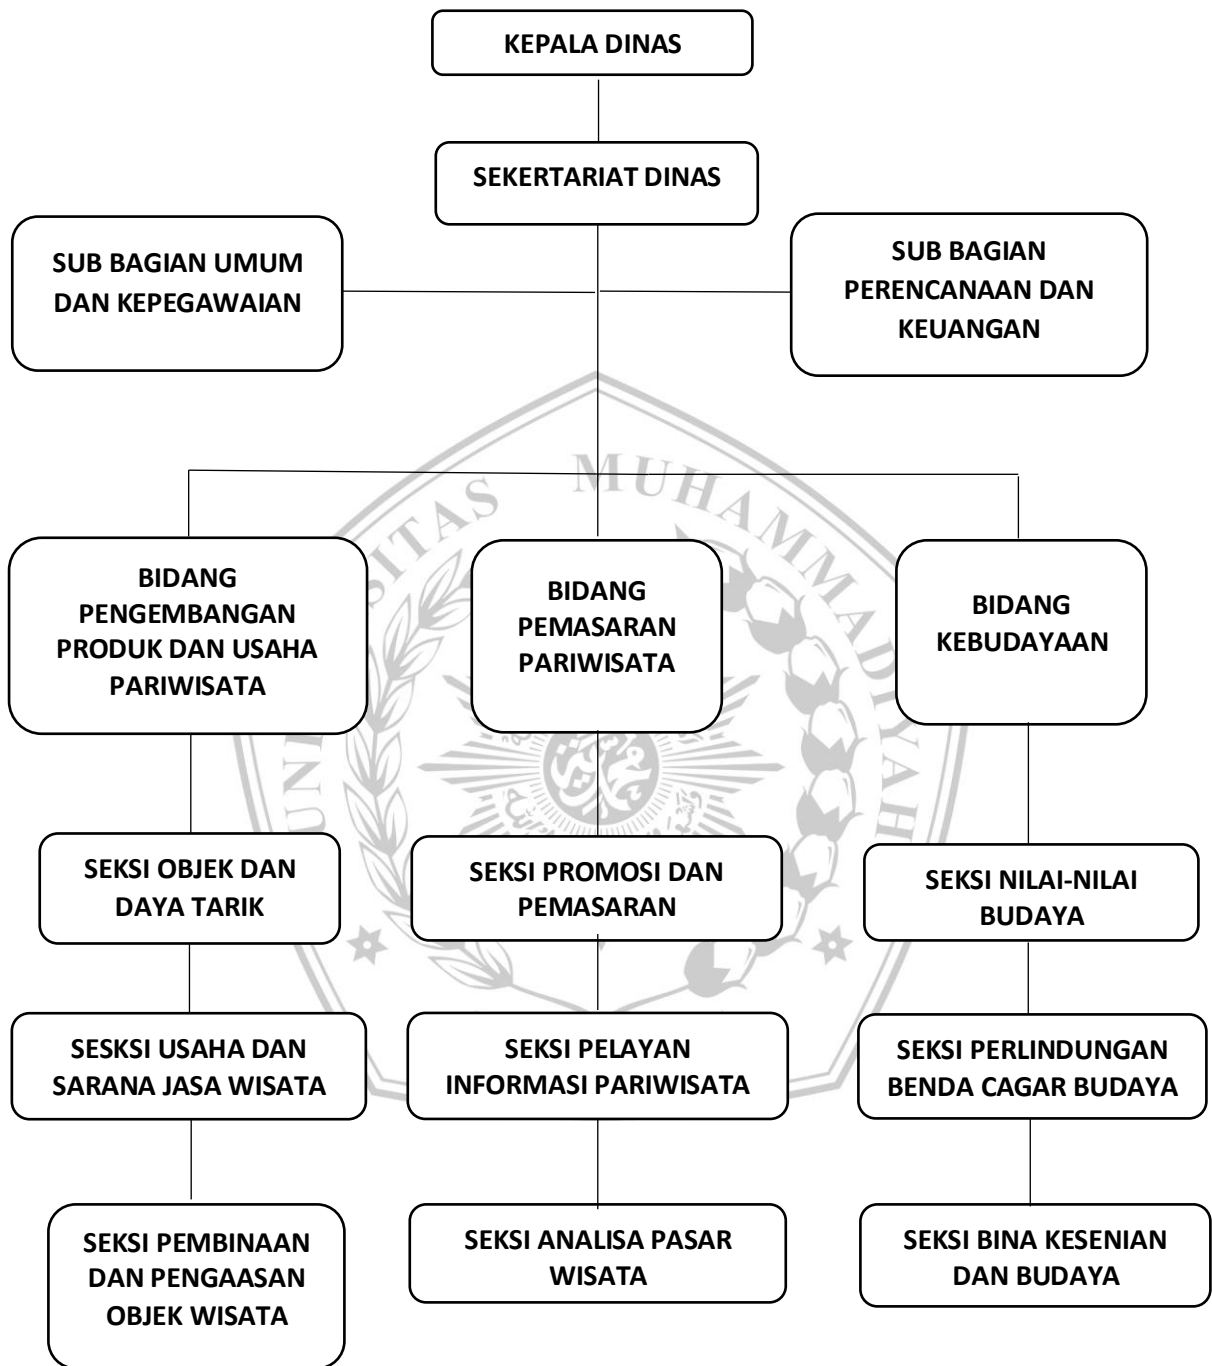 KEPALA DINAS
SEKERTARIAT DINAS
SUB BAGIAN UMUM
DAN KEPEGAWAIAN
SUB BAGIAN
PERENCANAAN DAN
KEUANGAN
BIDANG
PENGEMBANGAN
PRODUK DAN USAHA
PARIWISATA
BIDANG
PEMASARAN
PARIWISATA
BIDANG
KEBUDAYAAN
SEKSI OBJEK DAN
DAYA TARIK
SEKSI PROMOSI DAN
PEMASARAN
SEKSI NILAI-NILAI
BUDAYA
SESKSI USAHA DAN
SARANA JASA WISATA
SEKSI PELAYAN
INFORMASI PARIWISATA
SEKSI PERLINDUNGAN
BENDA CAGAR BUDAYA
SEKSI PEMBINAAN
DAN PENGAASAN
OBJEK WISATA
SEKSI ANALISA PASAR
WISATA
SEKSI BINA KESENIAN
DAN BUDAYA
MUHAMMADIYAH